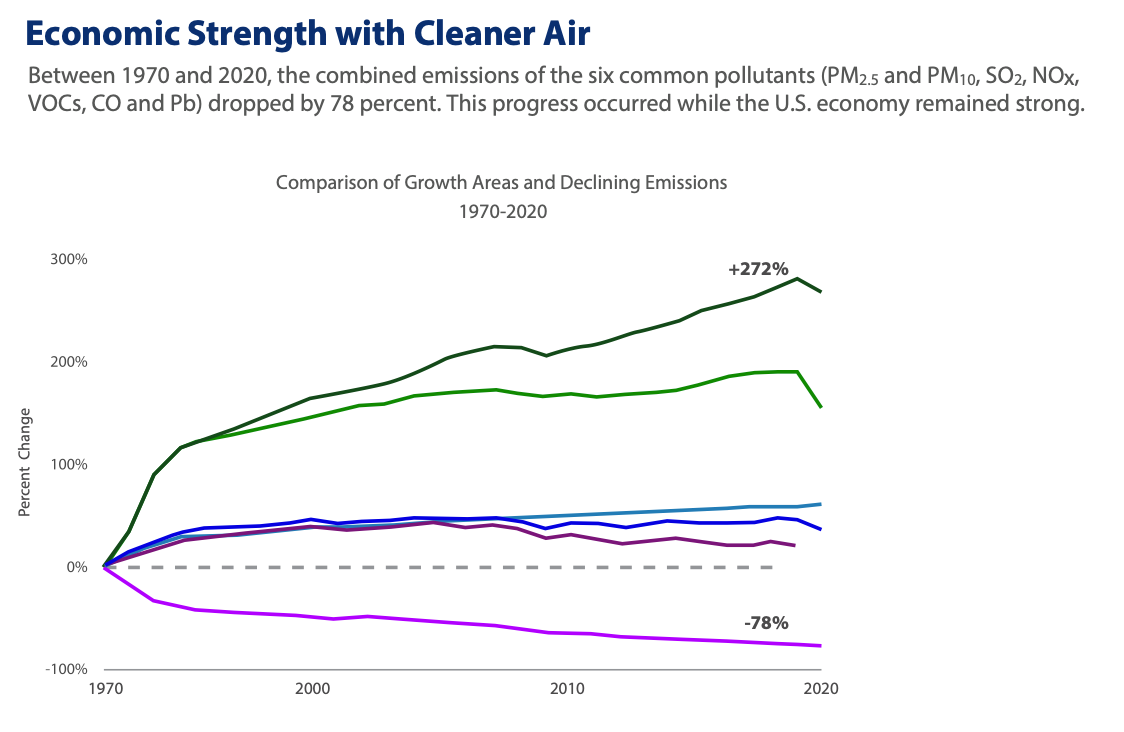 Economic Strength with Cleaner Air
Between 1970 and 2020, the combined emissions of the six common pollutants (PM2.5 and PM10, SO2, NOx,
VOCs, CO and Pb) dropped by 78 percent. This progress occurred while the U.S. economy remained strong.
Comparison of Growth Areas and Declining Emissions
1970-2020
300%
+272%
200%
Percent Change
100%
0%
-78%
-100%
1970
2000
2010
2020